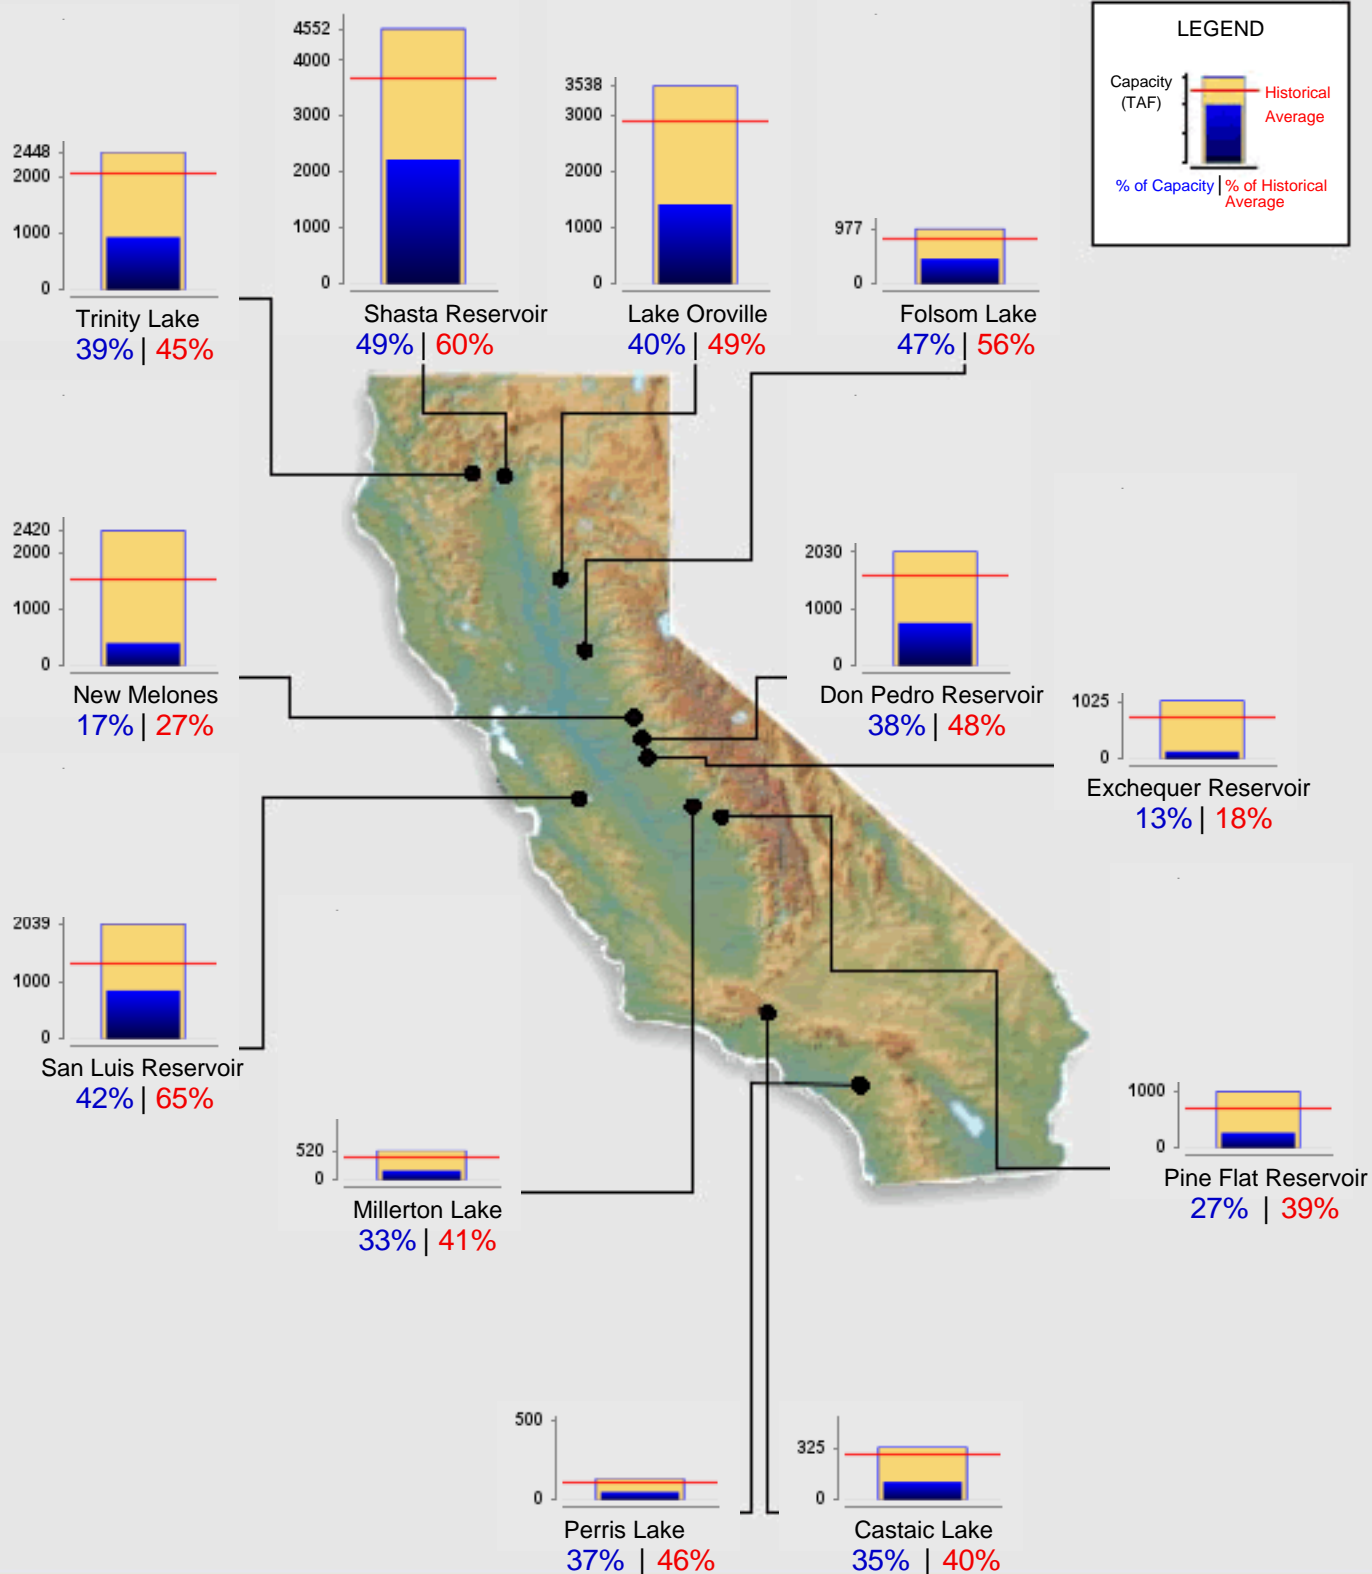 4552
4000
3000
2000
1000
0
Shasta Reservoir
49% | 60%
3538
3000
2000
1000
0
Lake Oroville
40% | 49%
LEGEND
Capacity
(TAF)
Historical
Average
% of Capacity | % of Historical
Average
2448
2000
1000
0
Trinity Lake
39% | 45%
977
0
Folsom Lake
47% | 56%
2420
2000
1000
0
New Melones
17% | 27%
2030
1000
0
Don Pedro Reservoir
38% | 48%
1025
0
Exchequer Reservoir
13% | 18%
2039
1000
0
San Luis Reservoir
42% | 65%
520
0
Millerton Lake
33% | 41%
1000
0
Pine Flat Reservoir
27% | 39%
500
0
Perris Lake
37% | 46%
325
0
Castaic Lake
35% | 40%